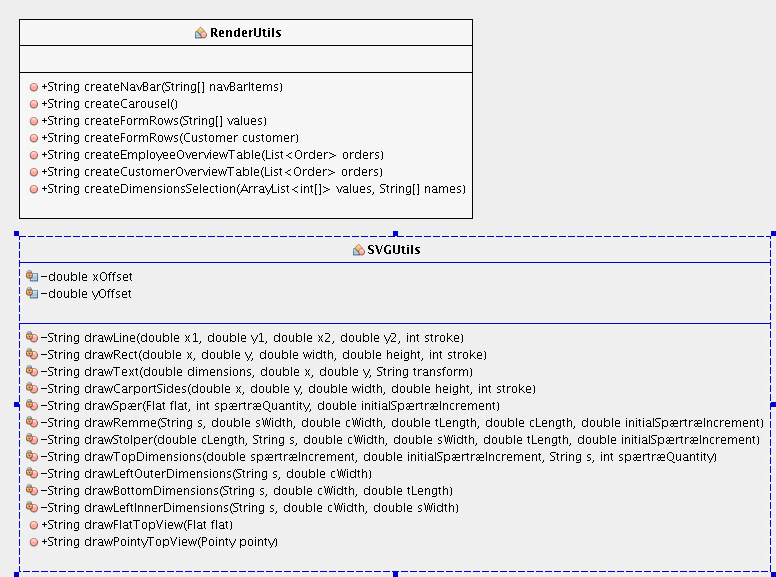 RenderUtils
+String createNavBar(String[] navBarItems)
+String createCarousel()
+String createFormRows(String[] values)
+String createFormRows(Customer customer)
+String createEmployeeOverviewTable(List<Order> orders)
+String createCustomerOverviewTable(List<Order> orders)
+String createDimensionsSelection(ArrayList<int[]> values, String[] names)
SVGUtils
-double xOffset
-double yOffset
-String drawLine(double x1, double y1, double x2, double y2, int stroke)
-String drawRect(double x, double y, double width, double height, int stroke)
-String drawText(double dimensions, double x, double y, String transform)
-String drawCarportSides(double x, double y, double width, double height, int stroke)
-String drawSpær(Flat flat, int spærtræQuantity, double initialSpærtræIncrement)
-String drawRemme(String s, double sWidth, double cWidth, double tLength, double cLength, double initialSpærtræIncrement)
-String drawStolper(double cLength, String s, double cWidth, double sWidth, double tLength, double initialSpærtræIncrement)
-String drawTopDimensions(double spærtræIncrement, double initialSpærtræIncrement, String s, int spærtræQuantity)
-String drawLeftOuterDimensions(String s, double cWidth)
-String drawBottomDimensions(String s, double cWidth, double tLength)
-String drawLeftInnerDimensions(String s, double cWidth, double sWidth)
+String drawFlatTopView(Flat flat)
+String drawPointyTopView(Pointy pointy)